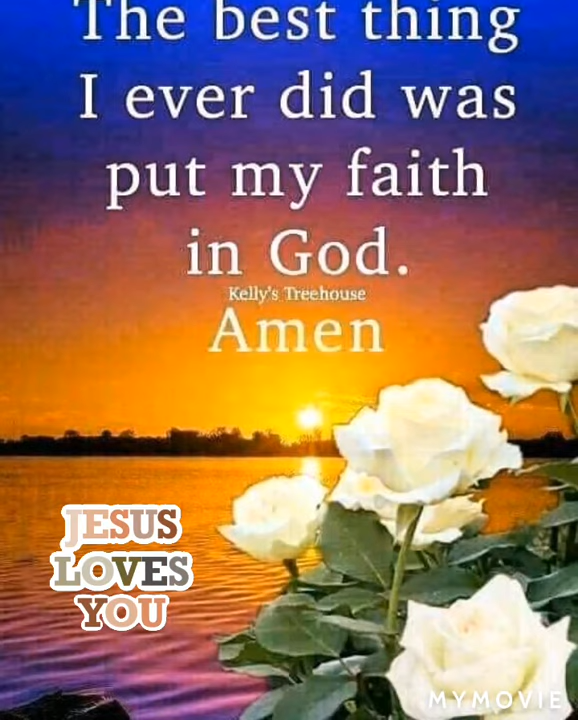 The best thing
I ever did was
put my faith
in God.
Kelly's Treehouse
Amen
JESUS
LOVES
YOU
MYMOVIE